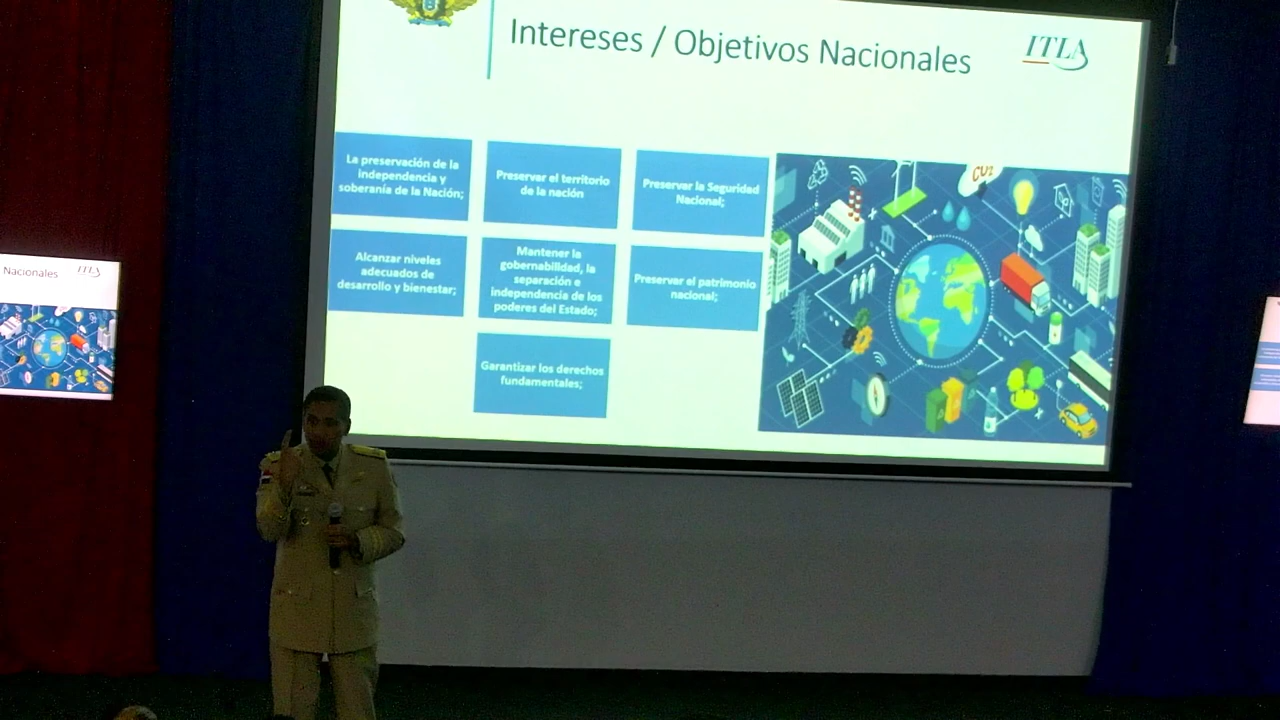 Intereses / Objetivos Nacionales
ITLA
La preservación de la
independencia y
soberanía de la Nación;
Preservar el territorio
de la nación
Preservar la Seguridad
Nacional;
Alcanzar niveles
adecuados de
desarrollo y bienestar;
Mantener la
gobernabilidad, la
separación e
independencia de los
poderes del Estado;
Preservar el patrimonio
nacional;
Garantizar los derechos
fundamentales;
CO2
Nacionales
ITLA